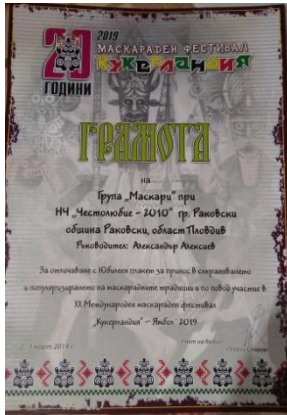 20 ГОДИНИ
2019
МАСКАРАДЕН ФЕСТИВАЛ
КУКЕРЛАНДИЯ
ГРАМОТА
на
Група „Маскари" при
НЧ „Честолюбие - 2010" гр. Раковски
община Раковски, област Пловдив
Ръководител: Александър Алексиев
За отличаване с Юбилеен плакет за принос в съхраняването
и популяризирането на маскарадните традиции и по повод участие в
XX Международен маскараден фестивал
„Кукерландия" - Ямбол '2019
март 2019 г.